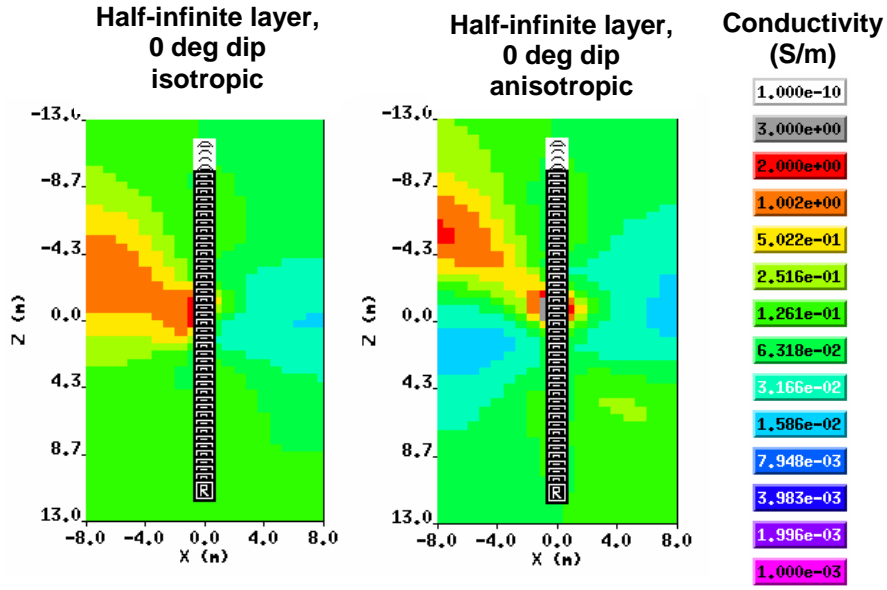 Half-infinite layer,
0 deg dip
isotropic
Half-infinite layer,
0 deg dip
anisotropic
Conductivity
(S/m)
-13.0
-8.7
-4.3
0.0
4.3
8.7
13.0
Z (m)
-8.0 -4.0 0.0 4.0 8.0
X (m)
R
-13.0
-8.7
-4.3
0.0
4.3
8.7
13.0
Z (m)
-8.0 -4.0 0.0 4.0 8.0
X (m)
R
1.000e-10
3.000e+00
2.000e+00
1.002e+00
5.022e-01
2.516e-01
1.261e-01
6.318e-02
3.166e-02
1.586e-02
7.948e-03
3.983e-03
1.996e-03
1.000e-03